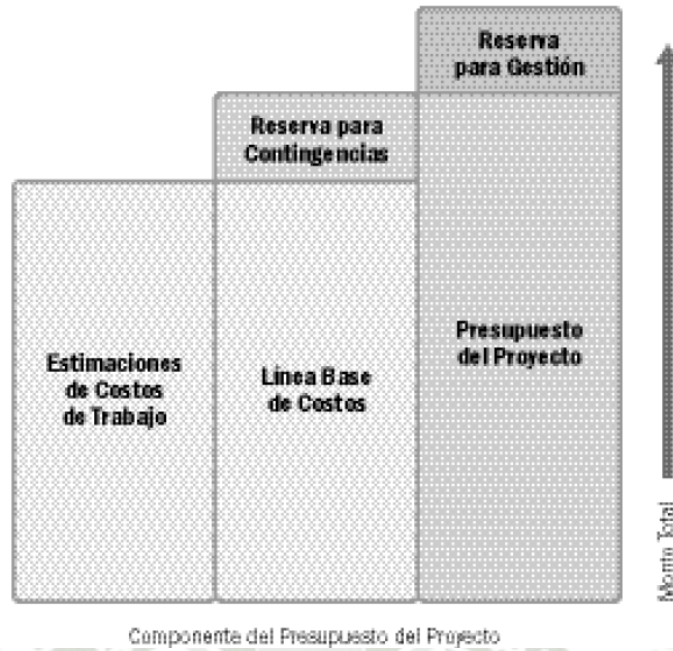 Reserva
para Gestión
Reserva para
Contingencias
Estimaciones
de Costos
de Trabajo
Línea Base
de Costos
Presupuesto
del Proyecto
Monto Total
Componente del Presupuesto del Proyecto